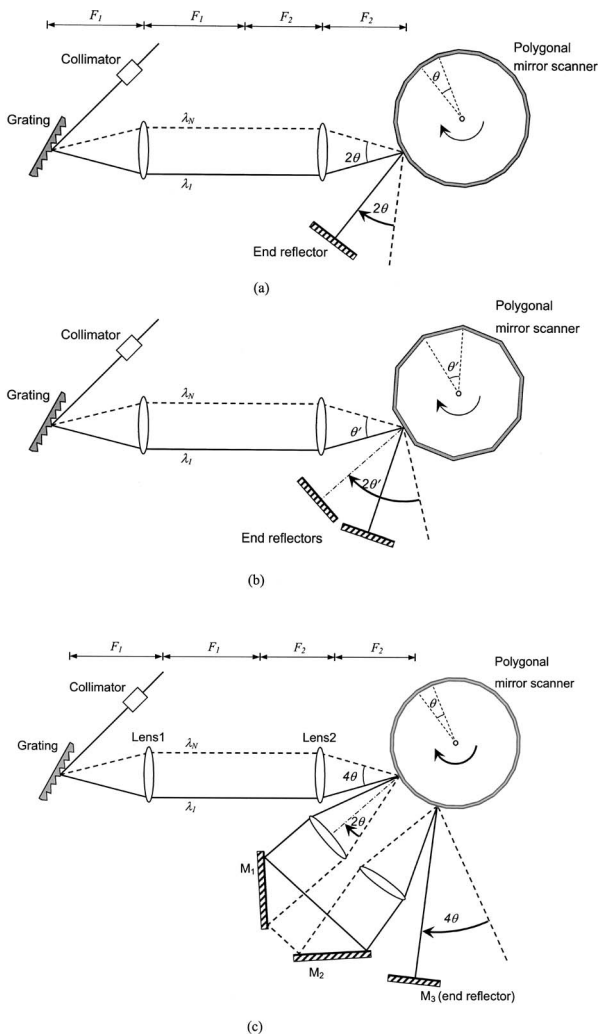 F1 F1 F2 F2
Polygonal
mirror scanner
Collimator
θ
Grating
λN
2θ
λ1
2θ
End reflector
(a)
Polygonal
mirror scanner
Collimator
θ'
Grating
λN
θ'
λ1
2θ'
End reflectors
(b)
F1 F1 F2 F2
Polygonal
mirror scanner
Collimator
θ
Grating
Lens1
Lens2
λN
4θ
λ1
2θ
M1
4θ
M2
M3 (end reflector)
(c)